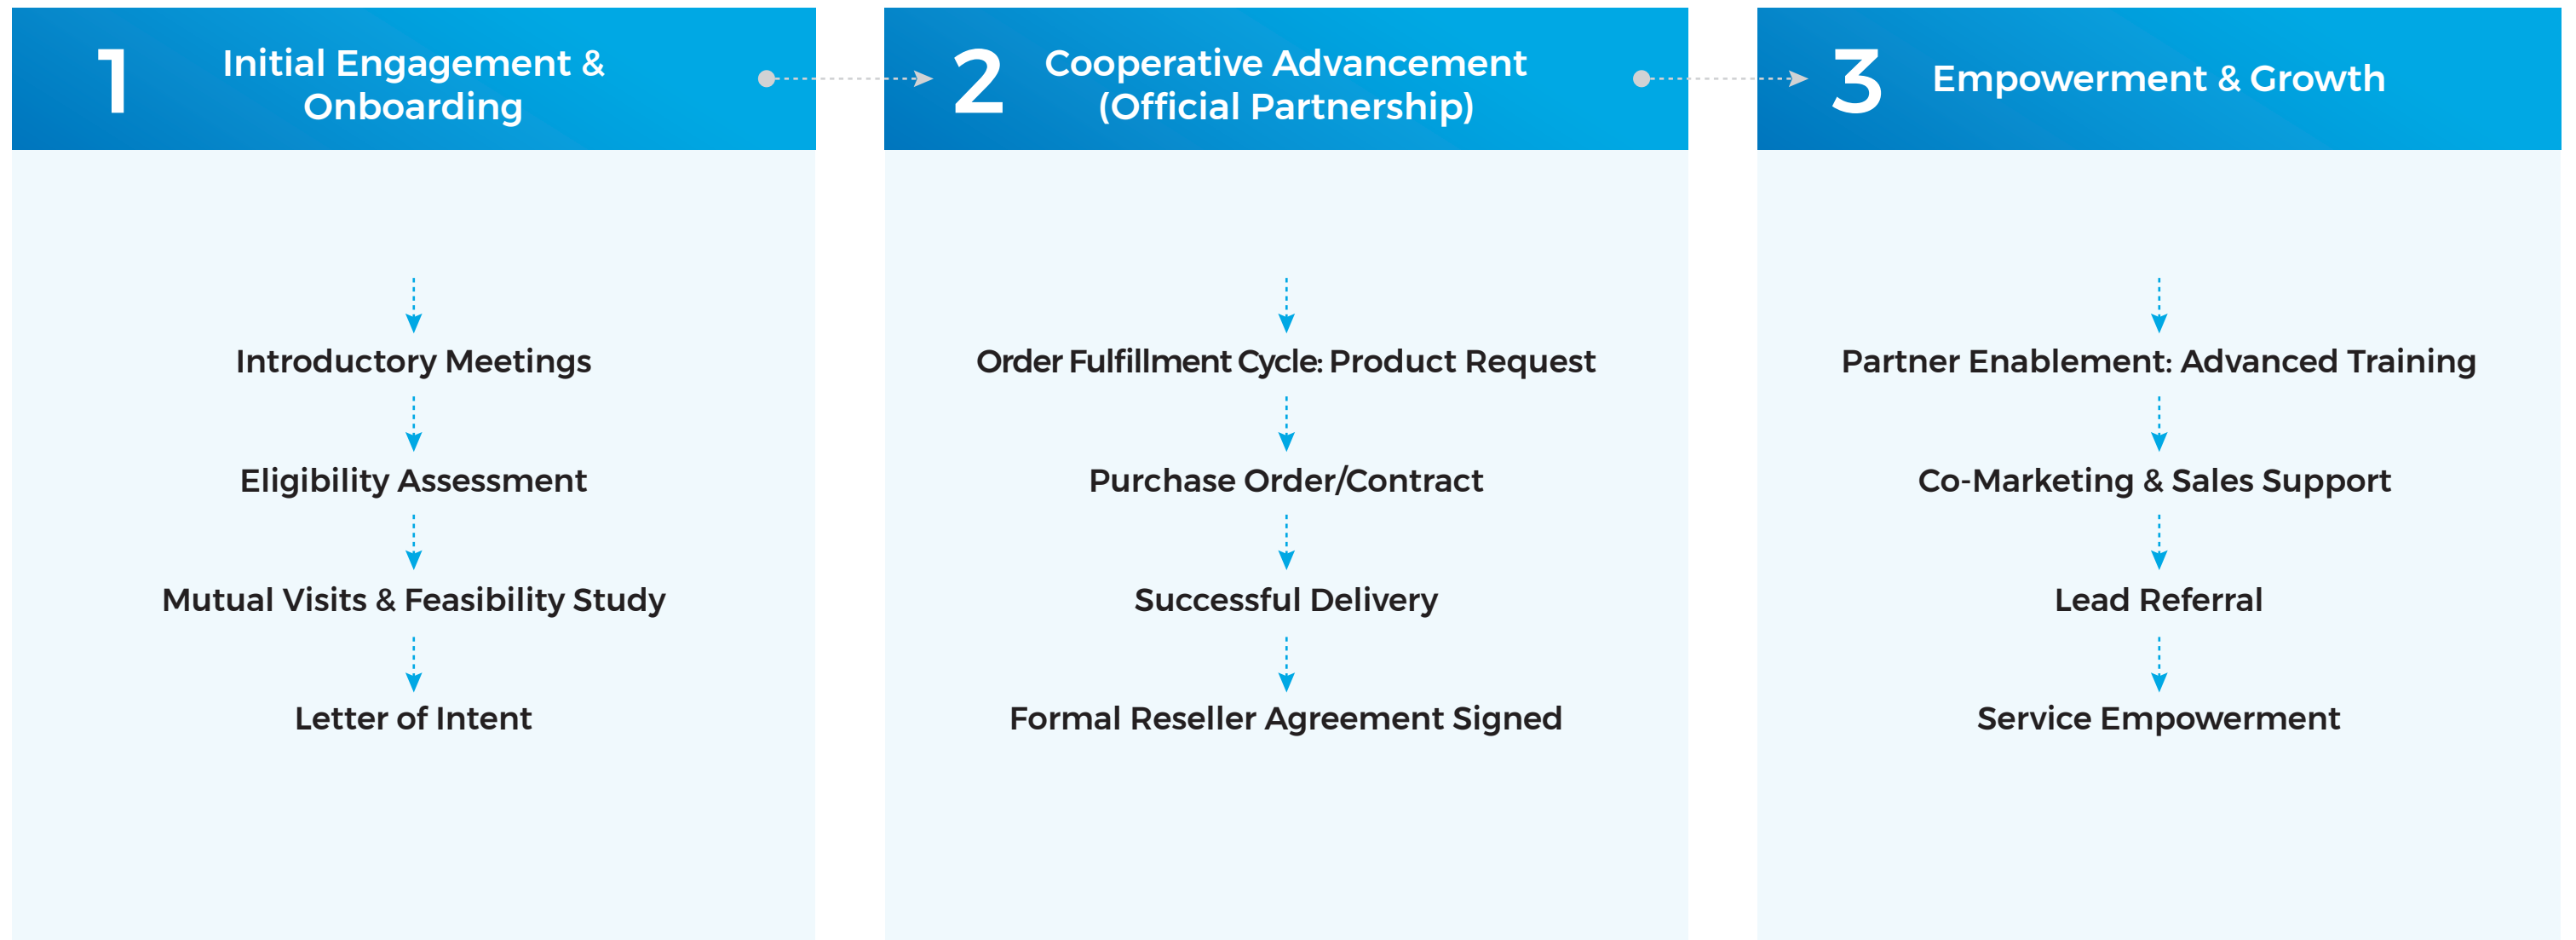 1
Initial Engagement &
Onboarding
Introductory Meetings
Eligibility Assessment
Mutual Visits & Feasibility Study
Letter of Intent
2
Cooperative Advancement
(Official Partnership)
Order Fulfillment Cycle: Product Request
Purchase Order/Contract
Successful Delivery
Formal Reseller Agreement Signed
3
Empowerment & Growth
Partner Enablement: Advanced Training
Co-Marketing & Sales Support
Lead Referral
Service Empowerment